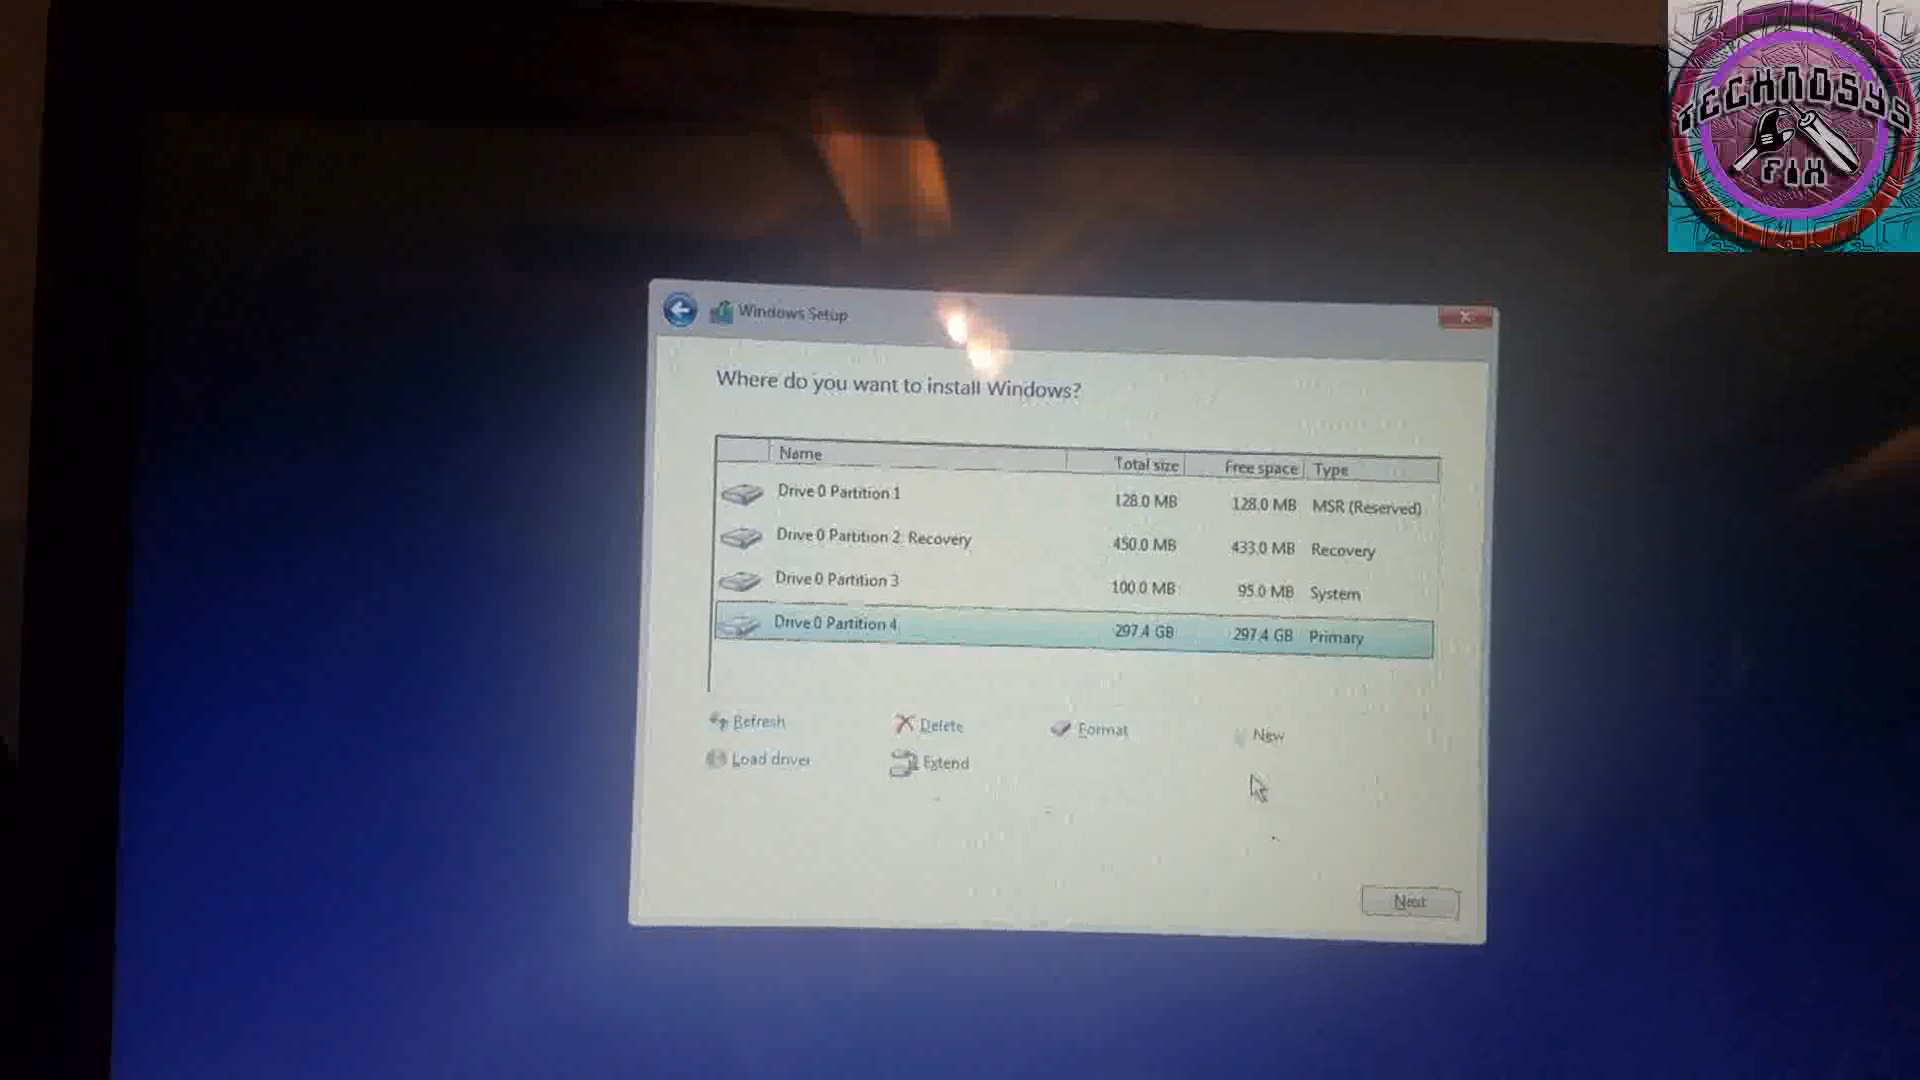 TECHNOSYS
FIX
Windows Setup
Where do you want to install Windows?
Name Total size Free space Type
Drive 0 Partition 1 128.0 MB 128.0 MB MSR (Reserved)
Drive 0 Partition 2: Recovery 450.0 MB 433.0 MB Recovery
Drive 0 Partition 3 100.0 MB 95.0 MB System
Drive 0 Partition 4 297.4 GB 297.4 GB Primary
Refresh Delete Format New
Load driver Extend
Next